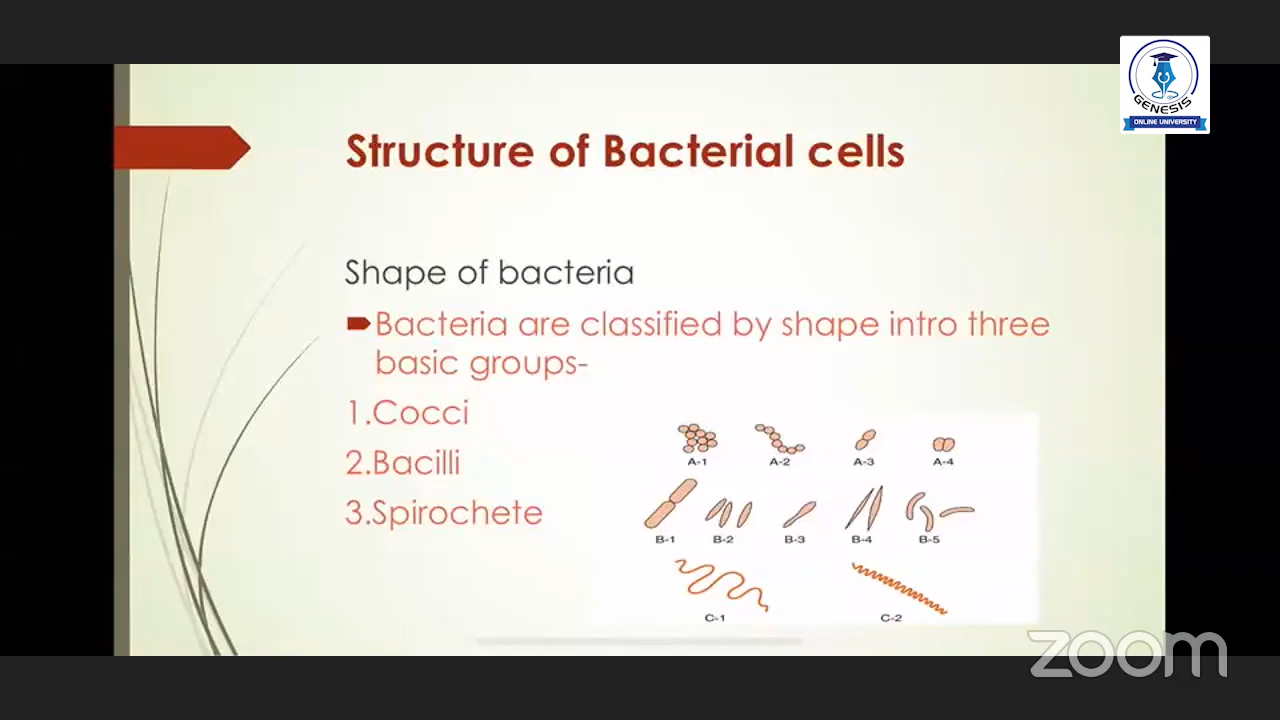 GENESIS
ONLINE UNIVERSITY
Structure of Bacterial cells
Shape of bacteria
Bacteria are classified by shape intro three
basic groups-
1.Cocci
2.Bacilli
3.Spirochete
A-1 A-2 A-3 A-4
B-1 B-2 B-3 B-4 B-5
C-1 C-2
zoom